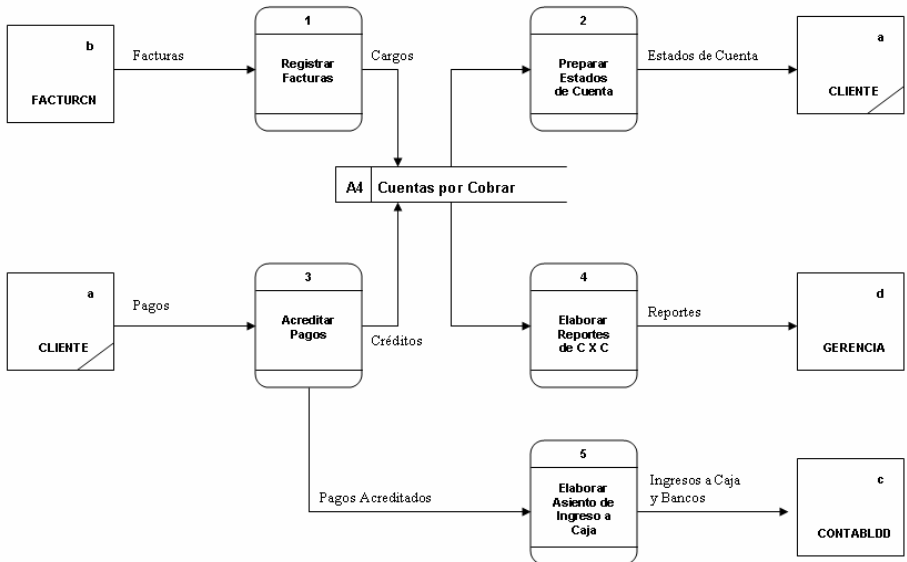 b
FACTURCN
Facturas
1
Registrar
Facturas
Cargos
2
Preparar
Estados
de Cuenta
Estados de Cuenta
a
CLIENTE
A4 Cuentas por Cobrar
a
CLIENTE
Pagos
3
Acreditar
Pagos
Créditos
4
Elaborar
Reportes
de C X C
Reportes
d
GERENCIA
Pagos Acreditados
5
Elaborar
Asiento de
Ingreso a
Caja
Ingresos a Caja
y Bancos
c
CONTABLDD